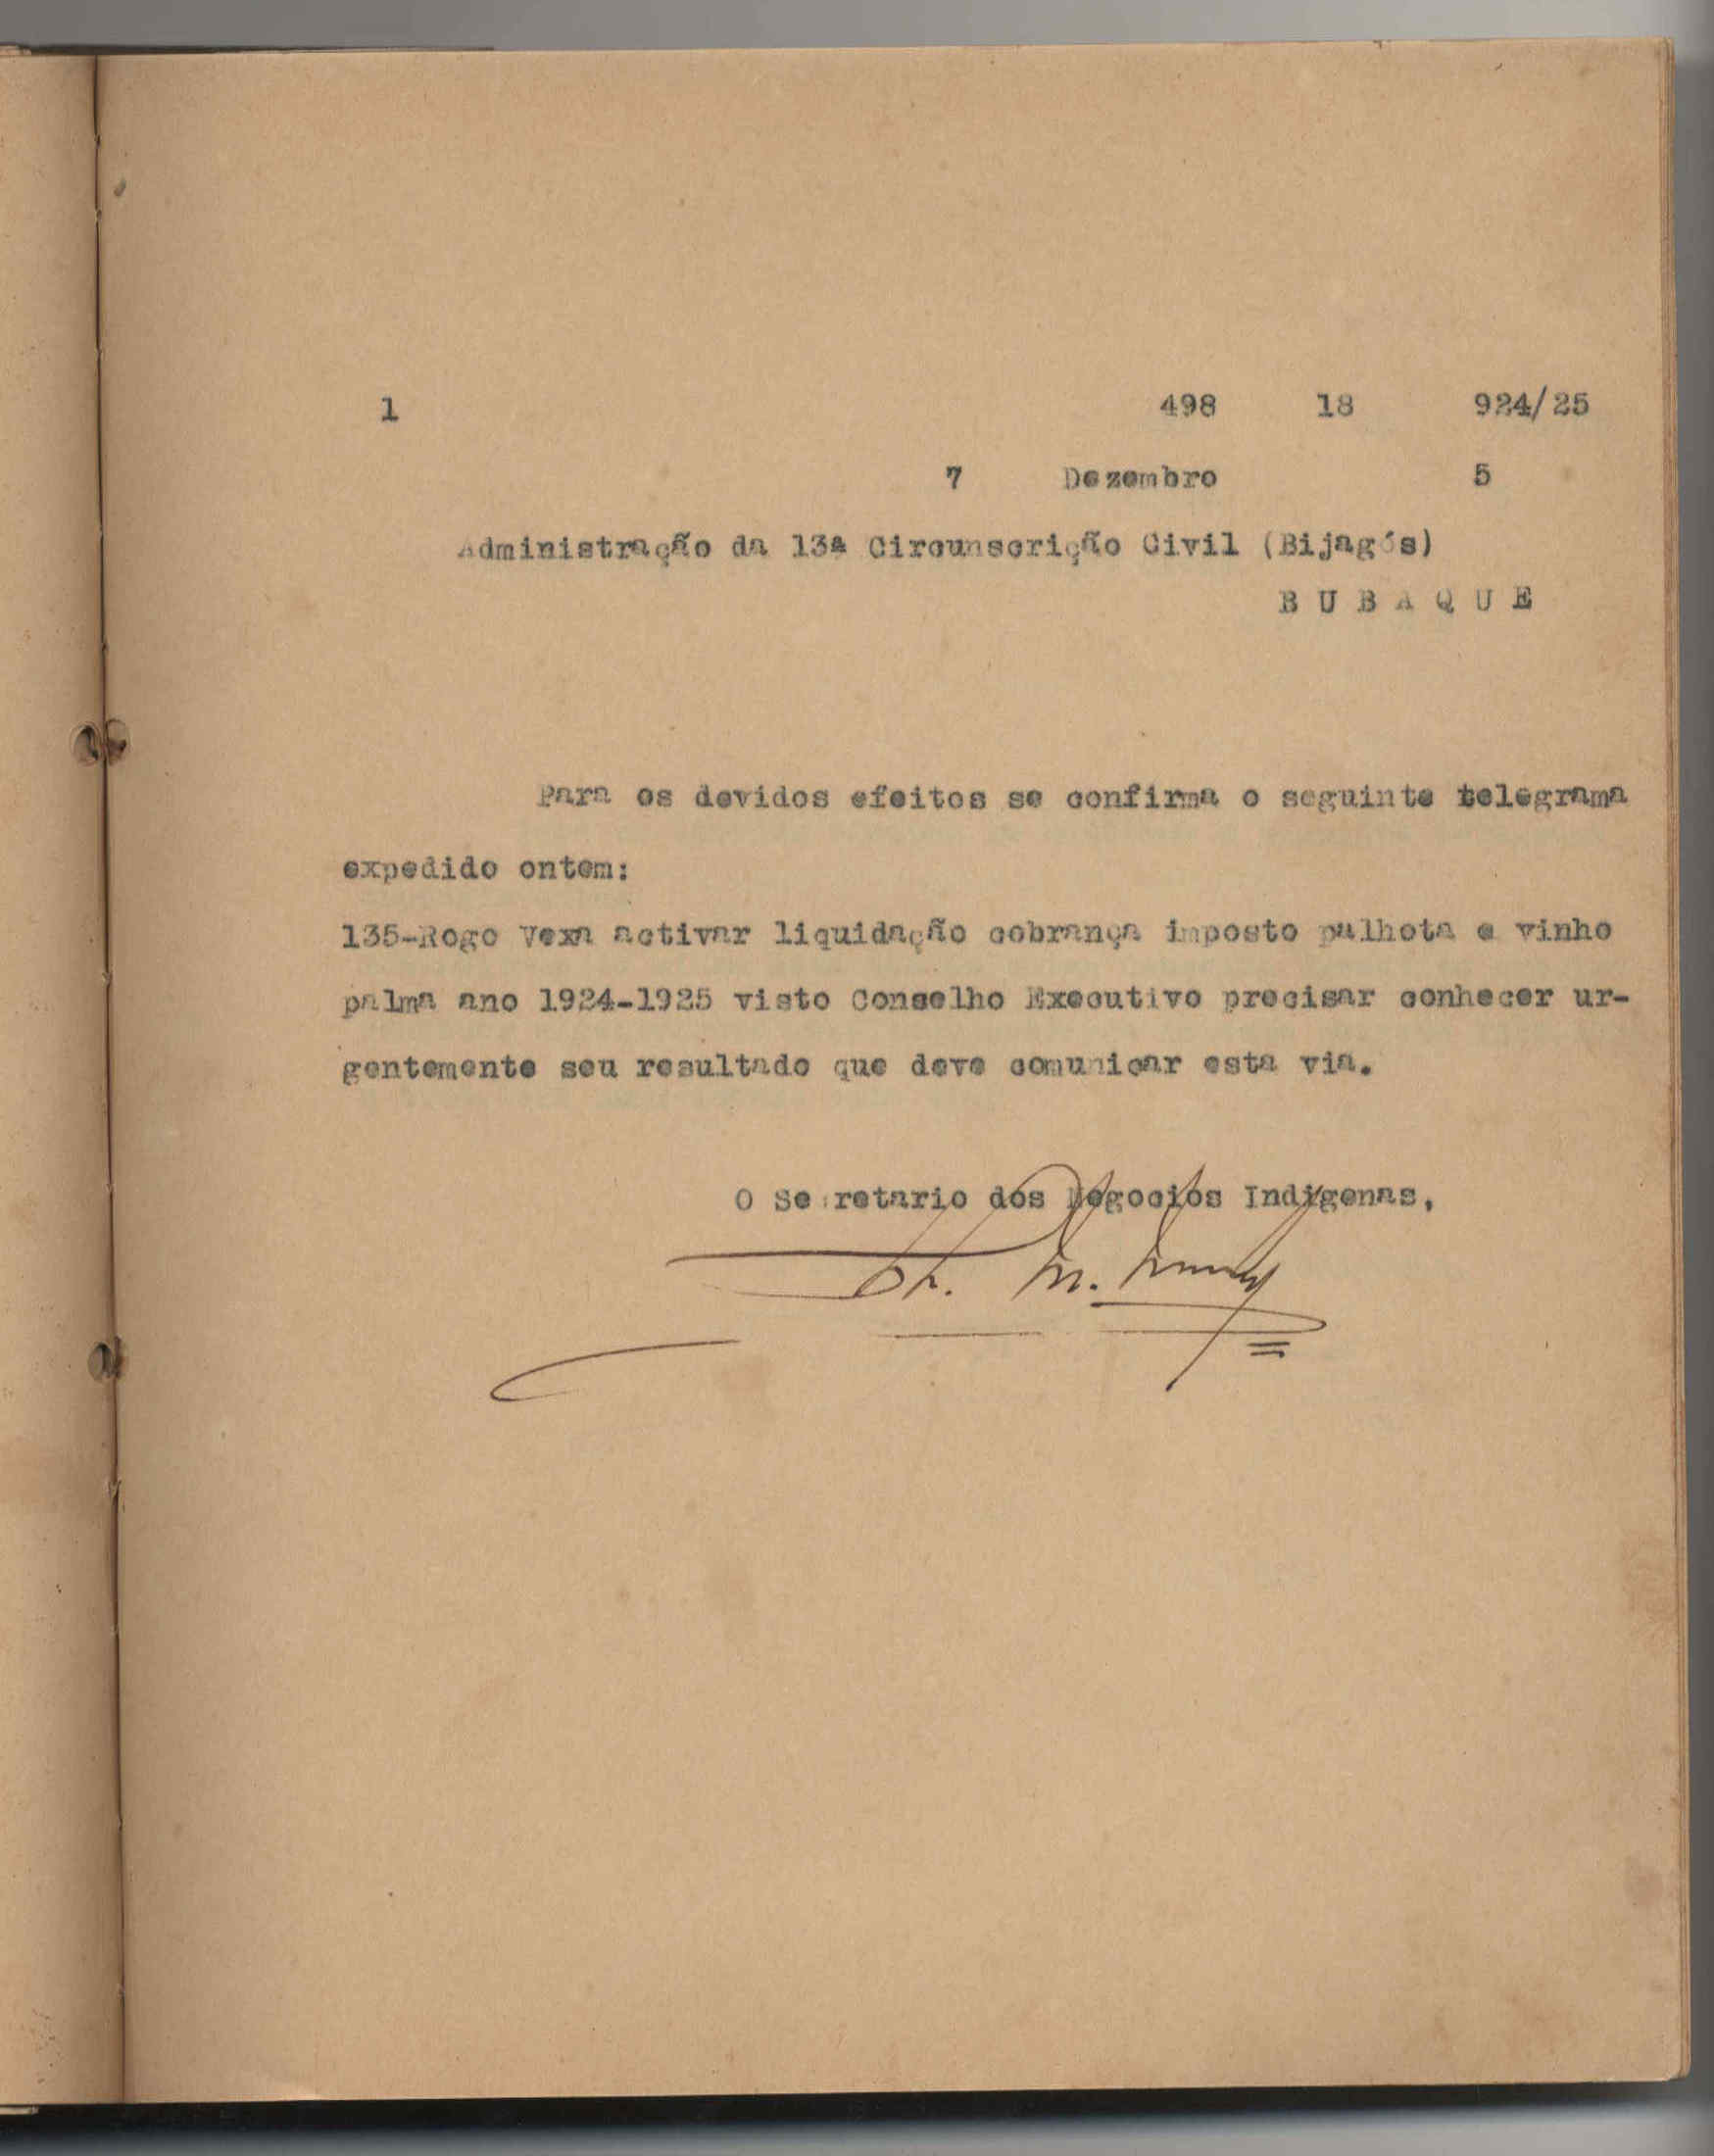 1 498 18 924/25
7 Dezembro 5
Administração da 13ª Circunscrição Civil (Bijagós)
B U B A Q U E
Para os devidos efeitos se confirma o seguinte telegrama
expedido ontem:
135-Rogo Vexa activar liquidação cobrança imposto palhota e vinho
palma ano 1924-1925 visto Conselho Executivo precisar conhecer ur-
gentemente seu resultado que deve comunicar esta via.
O Secretario dos Negocios Indigenas,